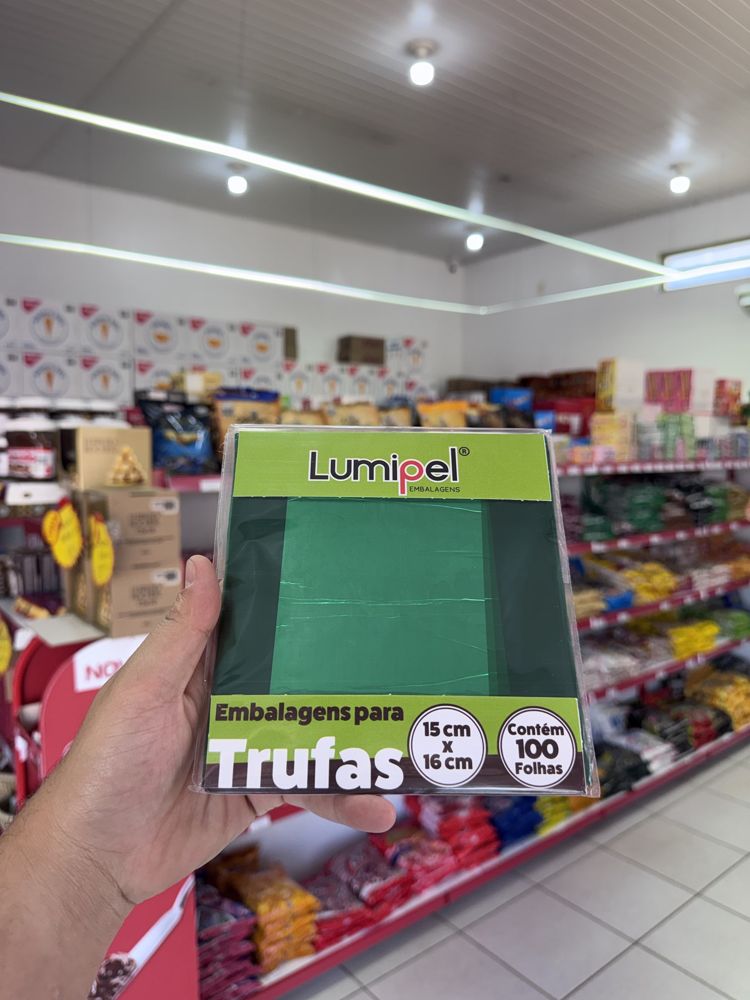 Lumipel®
EMBALAGENS
Embalagens para
Trufas
15 cm
x
16 cm
Contém
100
Folhas